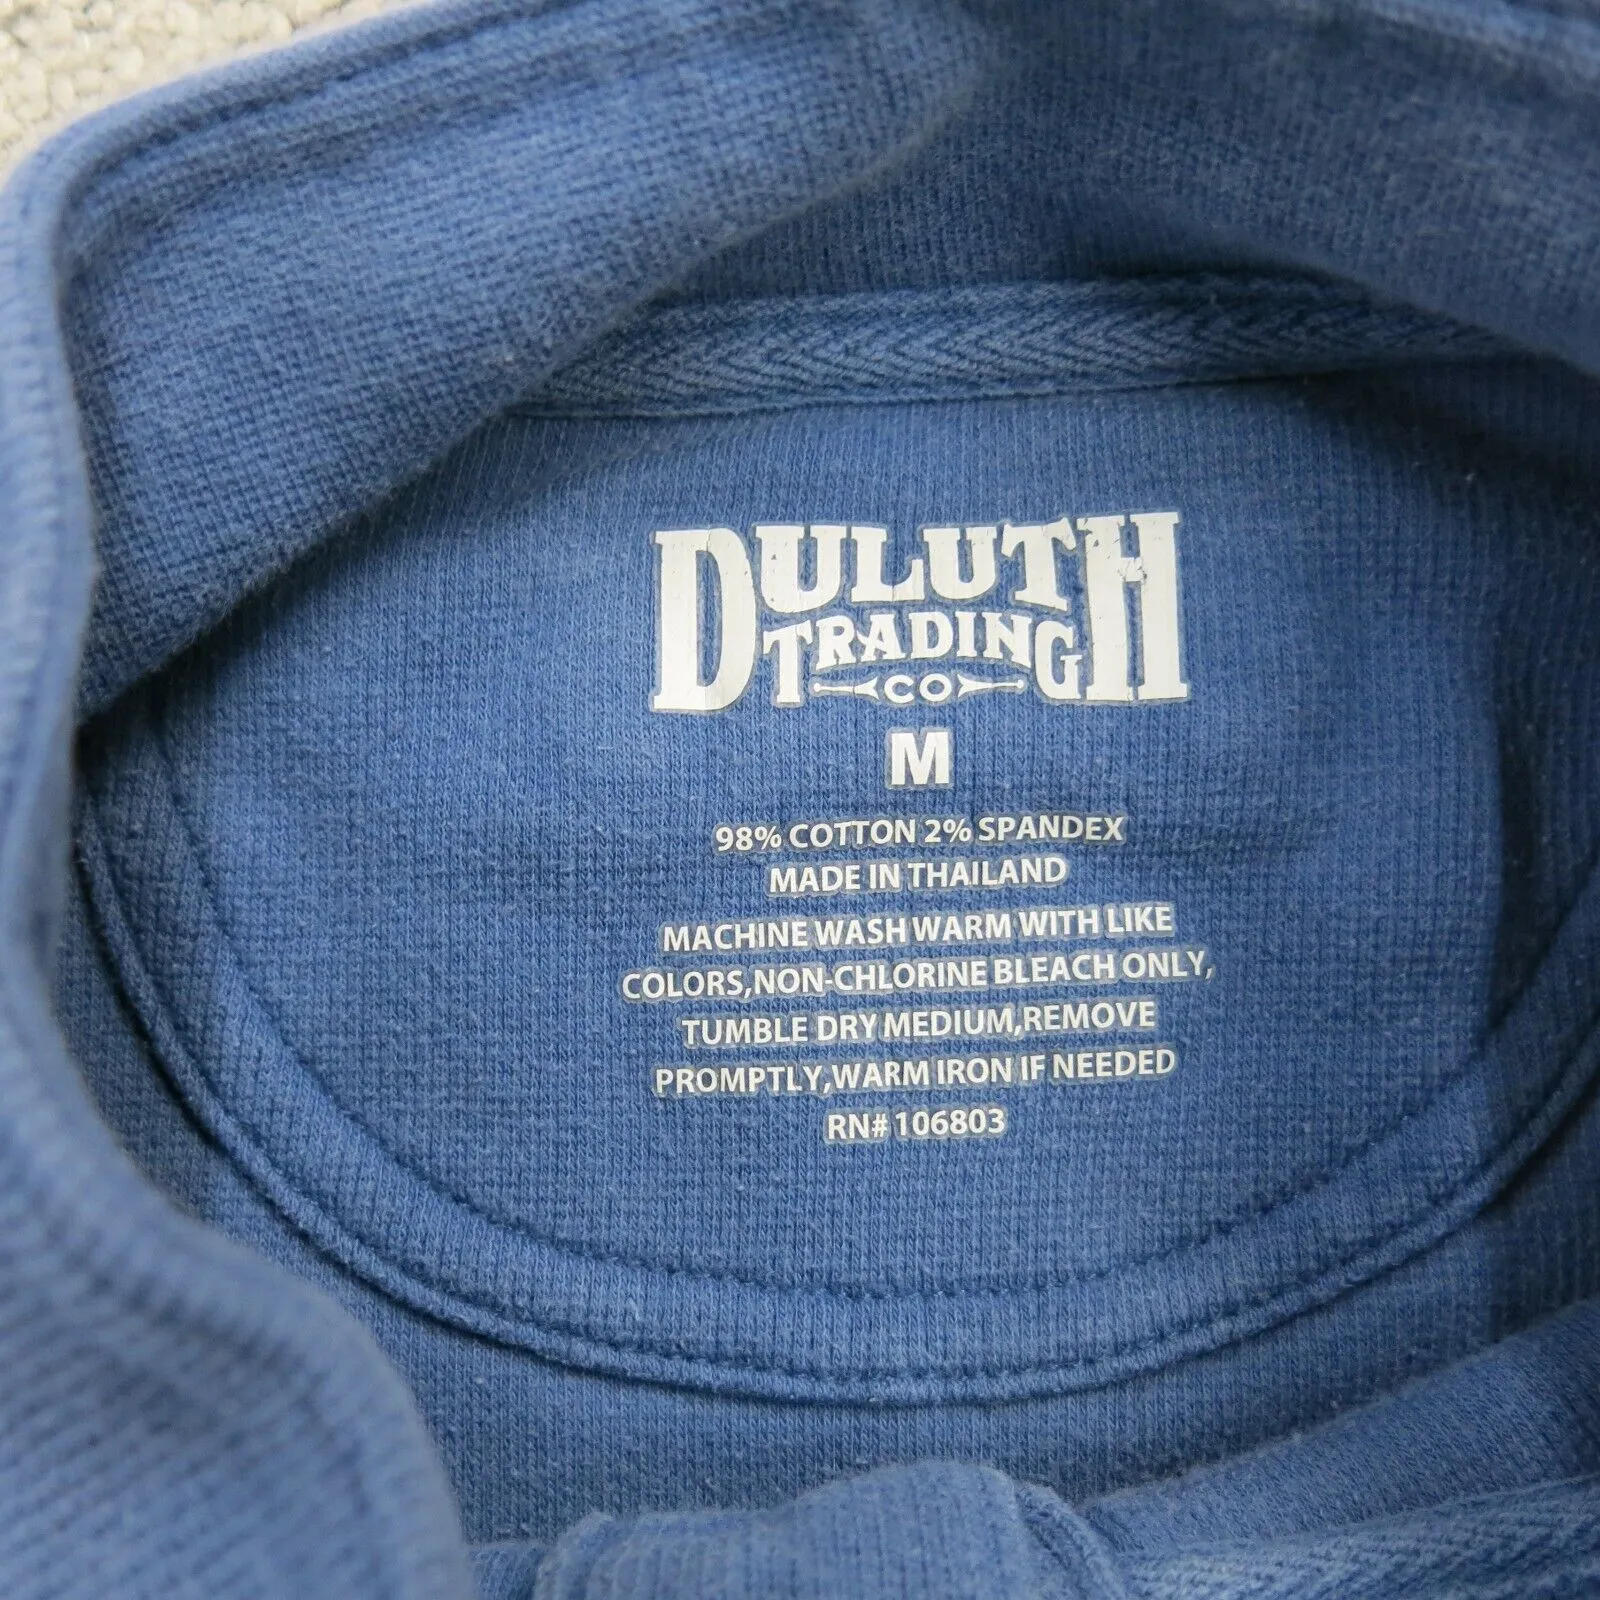 DULUTH
TRADING
CO
M
98% COTTON 2% SPANDEX
MADE IN THAILAND
MACHINE WASH WARM WITH LIKE
COLORS,NON-CHLORINE BLEACH ONLY,
TUMBLE DRY MEDIUM,REMOVE
PROMPTLY,WARM IRON IF NEEDED
RN# 106803